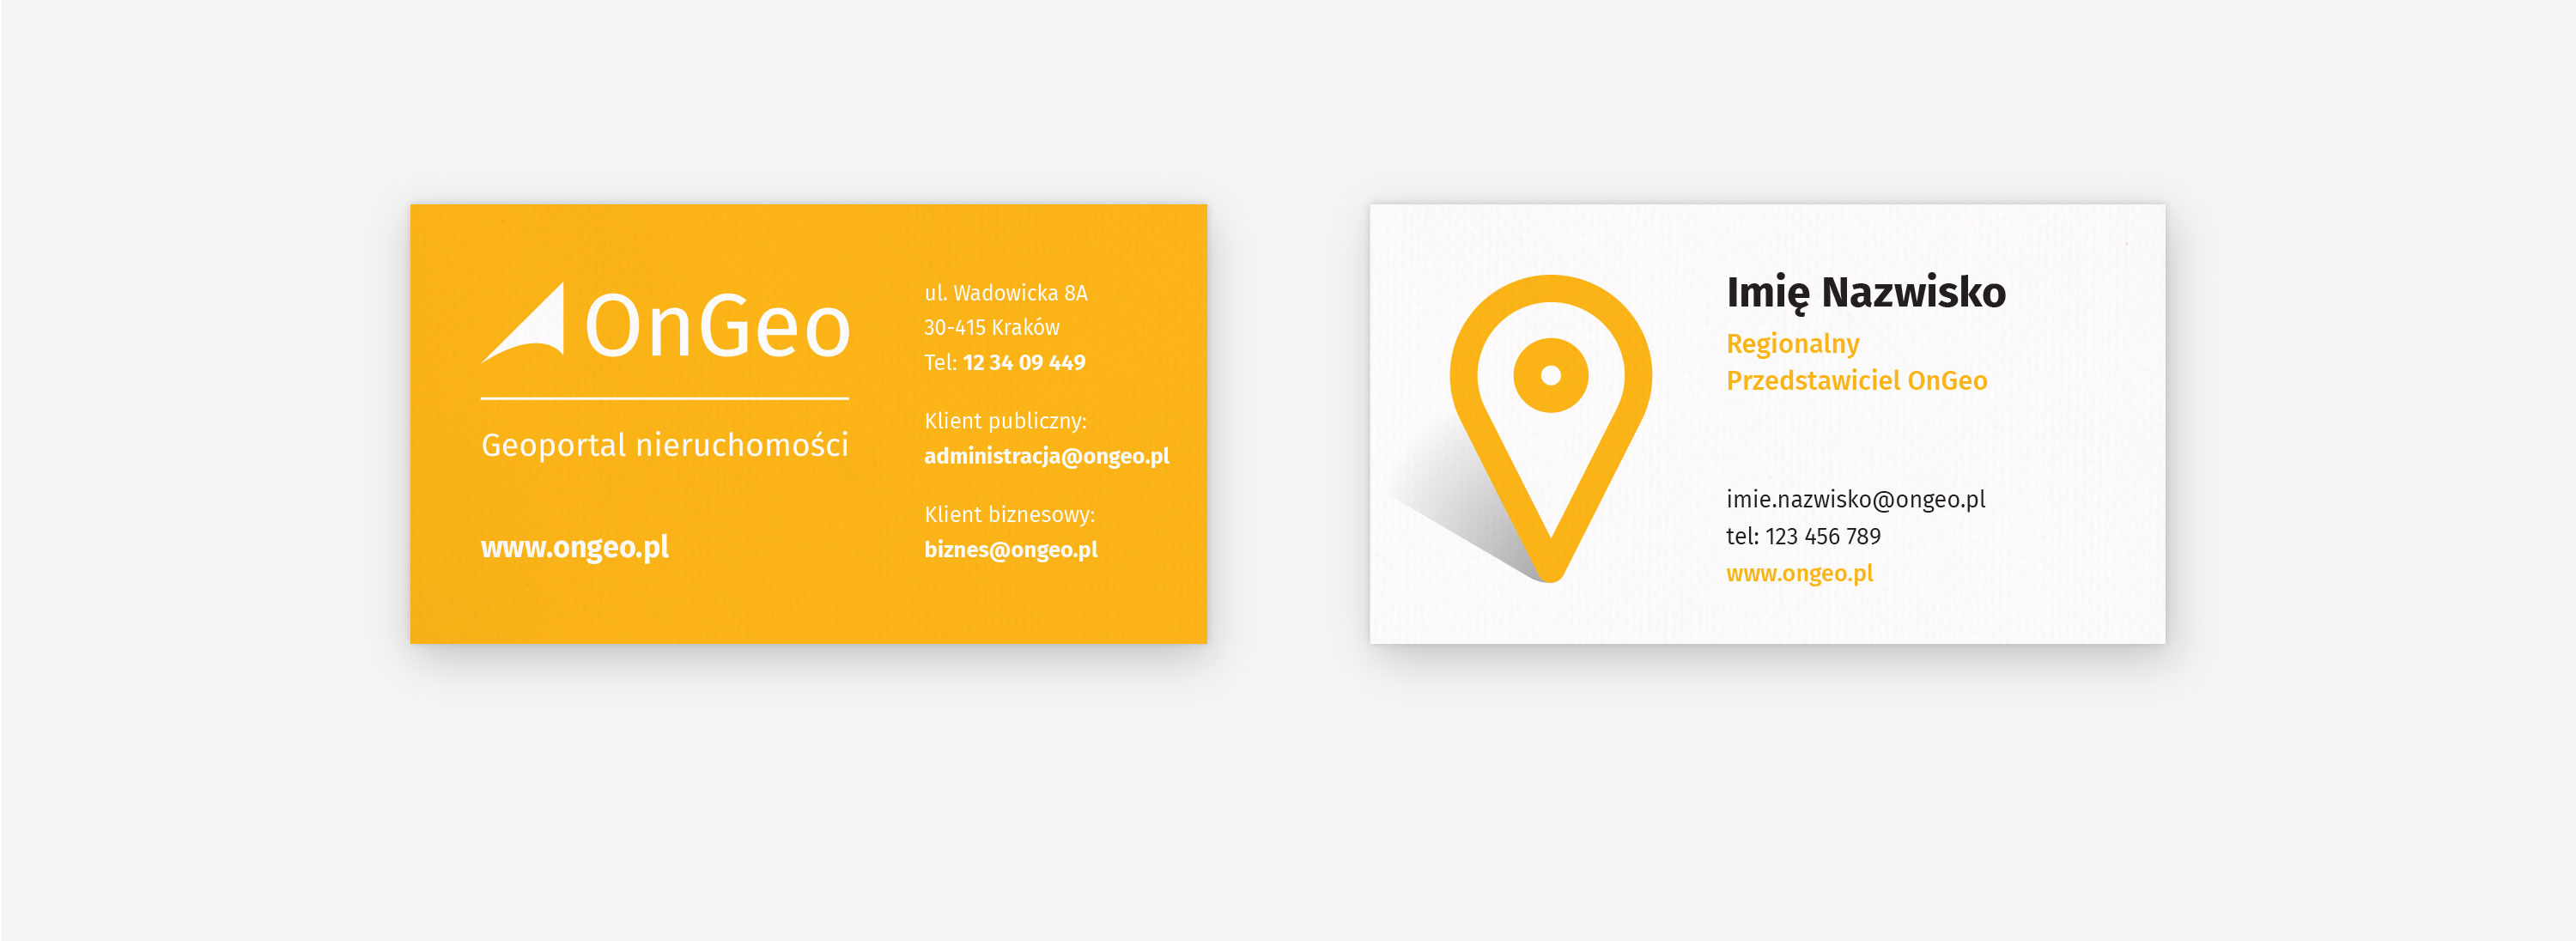 OnGeo
Geoportal nieruchomości
www.ongeo.pl
ul. Wadowicka 8A
30-415 Kraków
Tel: 12 34 09 449
Klient publiczny:
administracja@ongeo.pl
Klient biznesowy:
biznes@ongeo.pl
Imię Nazwisko
Regionalny
Przedstawiciel OnGeo
imie.nazwisko@ongeo.pl
tel: 123 456 789
www.ongeo.pl